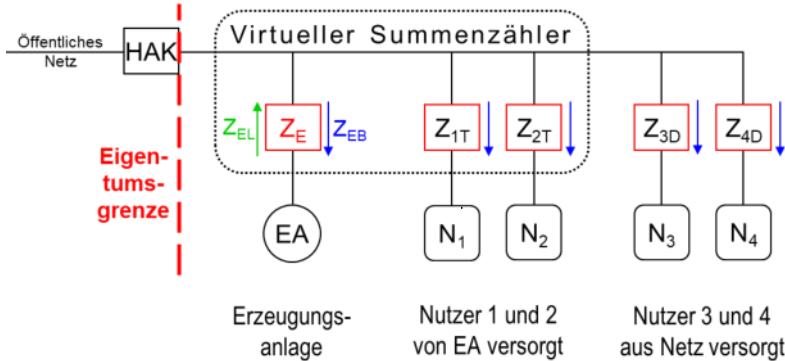 Öffentliches
Netz
HAK
Virtueller Summenzähler
Z_EL
Z_E
Z_EB
Z_1T
Z_2T
Z_3D
Z_4D
Eigen-
tums-
grenze
EA
N_1
N_2
N_3
N_4
Erzeugungs-
anlage
Nutzer 1 und 2
von EA versorgt
Nutzer 3 und 4
aus Netz versorgt